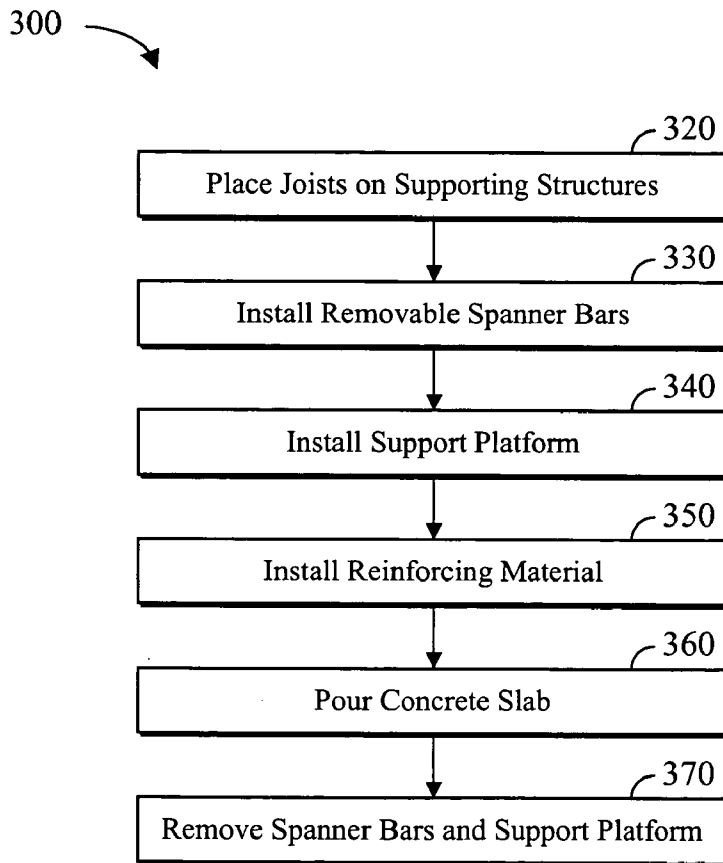 300
320
Place Joists on Supporting Structures
330
Install Removable Spanner Bars
340
Install Support Platform
350
Install Reinforcing Material
360
Pour Concrete Slab
370
Remove Spanner Bars and Support Platform